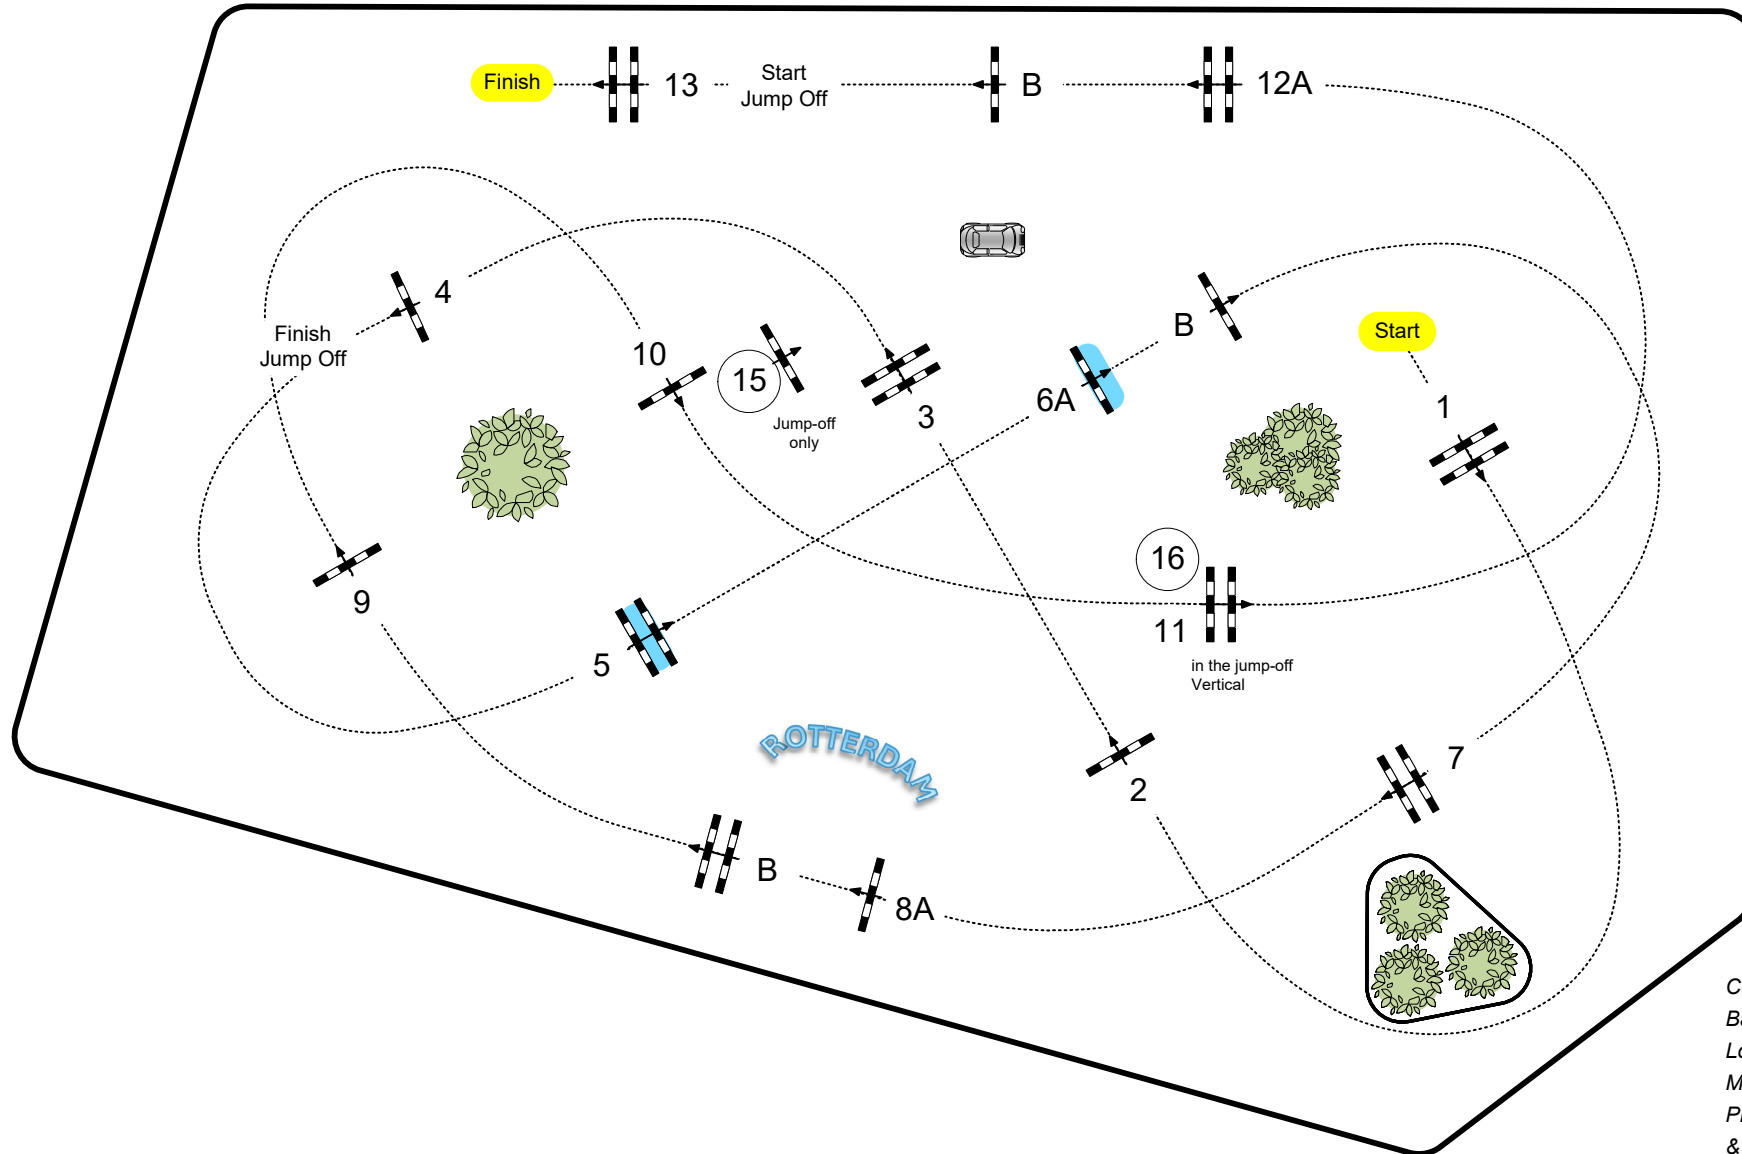 Finish
13
Start
Jump Off
B
12A
4
Finish
Jump Off
10
15
Jump-off
only
3
6A
B
Start
1
16
11
in the jump-off
Vertical
9
5
ROTTERDAM
2
7
B
8A
&